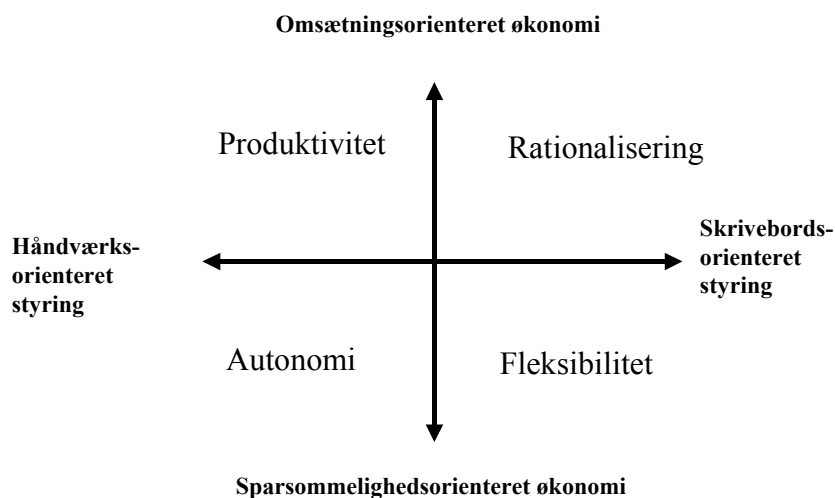 Omsætningsorienteret økonomi
Produktivitet
Rationalisering
Håndværks-
orienteret
styring
Skrivebords-
orienteret
styring
Autonomi
Fleksibilitet
Sparsommelighedsorienteret økonomi